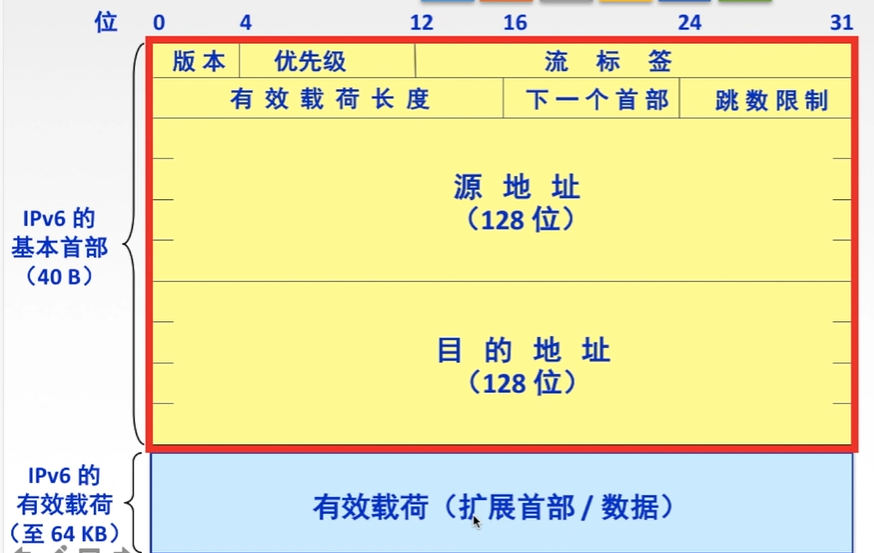 位 0 4 12 16 24 31
版本 优先级 流标签
有效载荷长度 下一个首部 跳数限制
源地址
（128 位）
IPv6 的
基本首部
（40 B）
目的地址
（128 位）
IPv6 的
有效载荷
（至 64 KB）
有效载荷（扩展首部 / 数据）